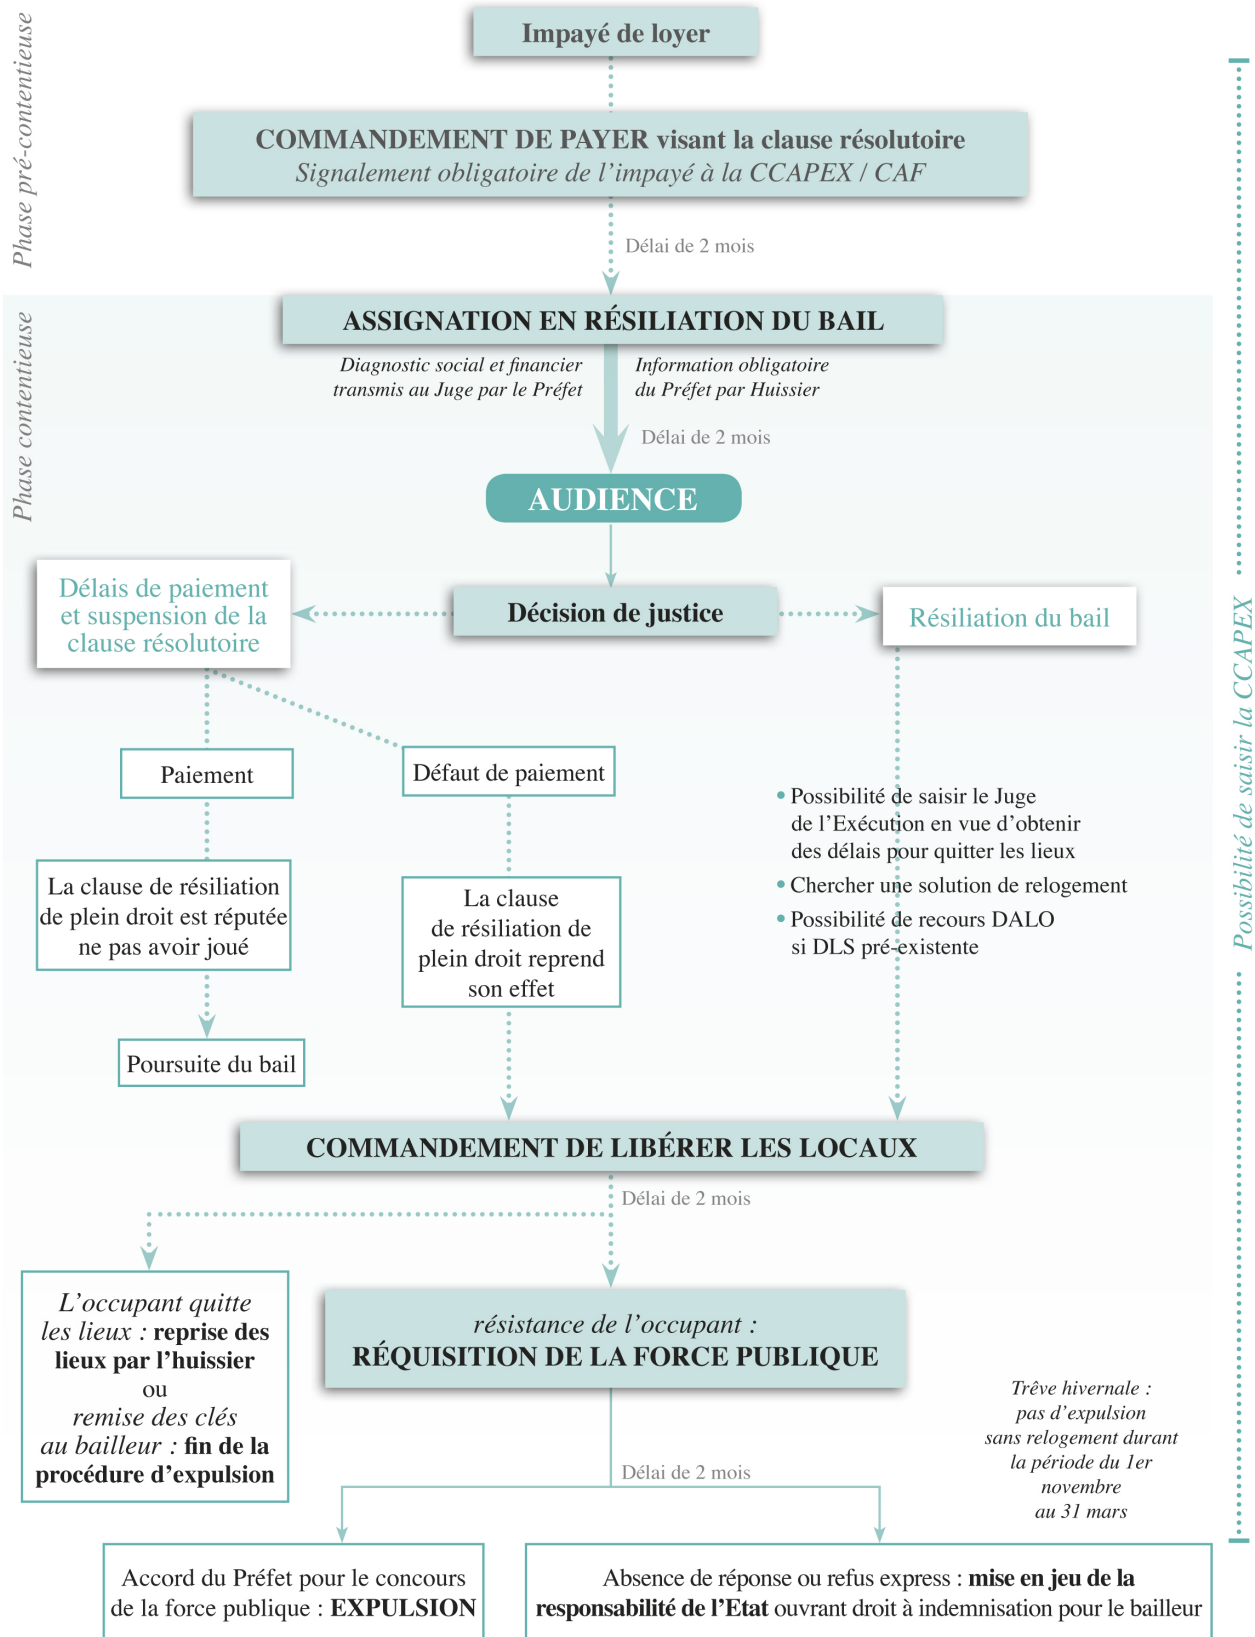 Phase pré-contentieuse
Impayé de loyer
COMMANDEMENT DE PAYER visant la clause résolutoire
Signalement obligatoire de l’impayé à la CCAPEX / CAF
Délai de 2 mois
Phase contentieuse
ASSIGNATION EN RÉSILIATION DU BAIL
Diagnostic social et financier
transmis au Juge par le Préfet
Information obligatoire
du Préfet par Huissier
Délai de 2 mois
AUDIENCE
Décision de justice
Délais de paiement
et suspension de la
clause résolutoire
Résiliation du bail
Paiement
Défaut de paiement
La clause de résiliation
de plein droit est réputée
ne pas avoir joué
Poursuite du bail
La clause
de résiliation de
plein droit reprend
son effet
• Possibilité de saisir le Juge
de l’Exécution en vue d’obtenir
des délais pour quitter les lieux
• Chercher une solution de relogement
• Possibilité de recours DALO
si DLS pré-existente
Possibilité de saisir la CCAPEX
COMMANDEMENT DE LIBÉRER LES LOCAUX
Délai de 2 mois
L’occupant quitte
les lieux : reprise des
lieux par l’huissier
ou
remise des clés
au bailleur : fin de la
procédure d’expulsion
résistance de l’occupant :
RÉQUISITION DE LA FORCE PUBLIQUE
Trêve hivernale :
pas d’expulsion
sans relogement durant
la période du 1er
novembre
au 31 mars
Délai de 2 mois
Accord du Préfet pour le concours
de la force publique : EXPULSION
Absence de réponse ou refus express : mise en jeu de la
responsabilité de l’Etat ouvrant droit à indemnisation pour le bailleur